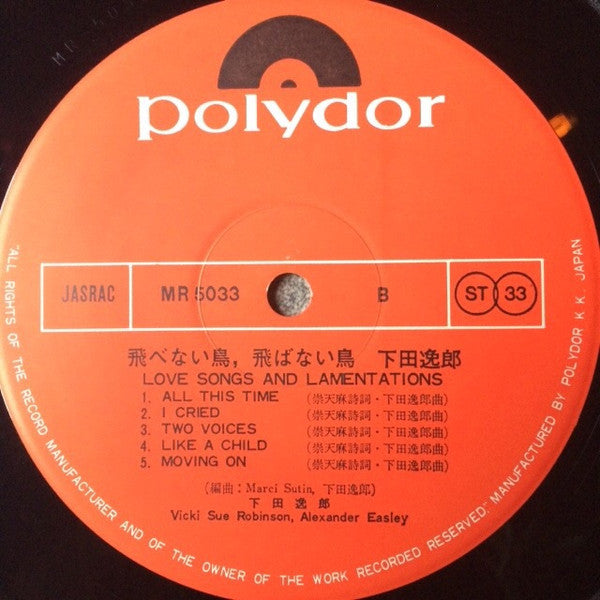 polydor
JASRAC MR 5033 B ST 33
飛べない鳥, 飛ばない鳥 下田逸郎
LOVE SONGS AND LAMENTATIONS
1. ALL THIS TIME (崇天麻詩詞・下田逸郎曲)
2. I CRIED (崇天麻詩詞・下田逸郎曲)
3. TWO VOICES (崇天麻詩詞・下田逸郎曲)
4. LIKE A CHILD (崇天麻詩詞・下田逸郎曲)
5. MOVING ON (崇天麻詩詞・下田逸郎曲)
(編曲:Marci Sutin, 下田逸郎)
下田逸郎
Vicki Sue Robinson, Alexander Easley
"ALL RIGHTS OF THE RECORD MANUFACTURER AND OF THE OWNER OF THE WORK RECORDED RESERVED." MANUFACTURED BY POLYDOR K.K. JAPAN